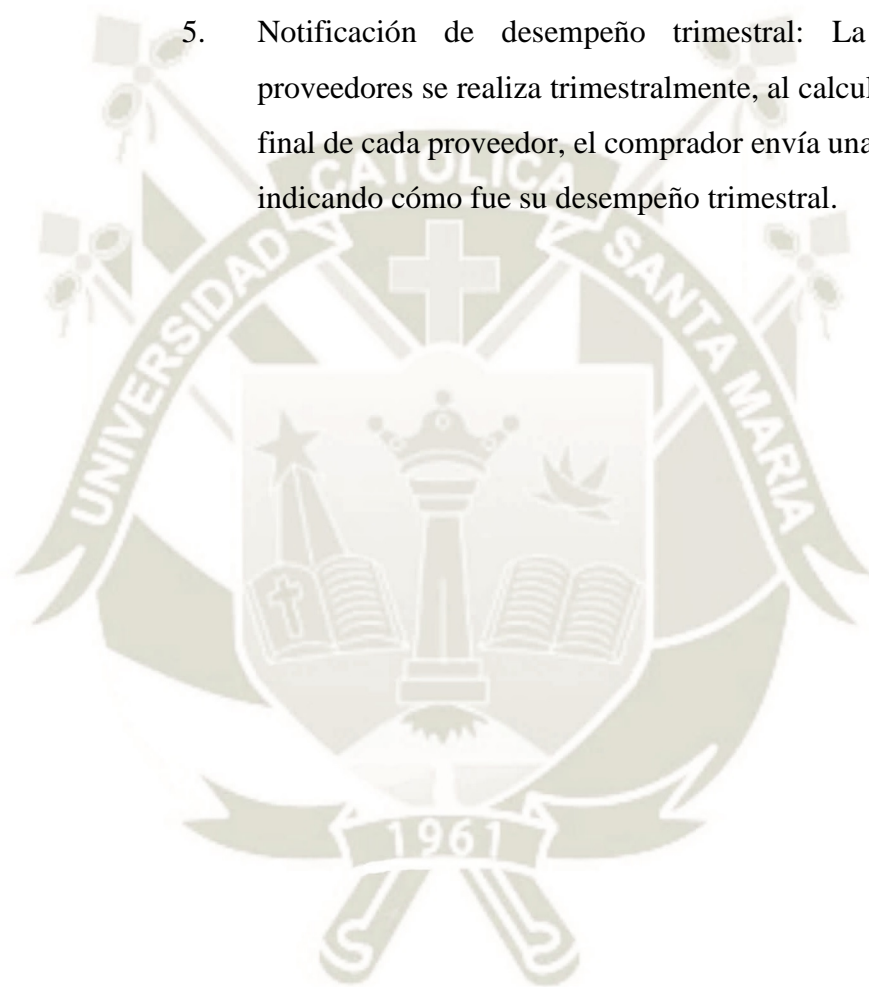 5. Notificación de desempeño trimestral: La
proveedores se realiza trimestralmente, al calcul
final de cada proveedor, el comprador envía una
indicando cómo fue su desempeño trimestral.
CATOLICA
UNIVERSIDAD
SANTA MARIA
1961